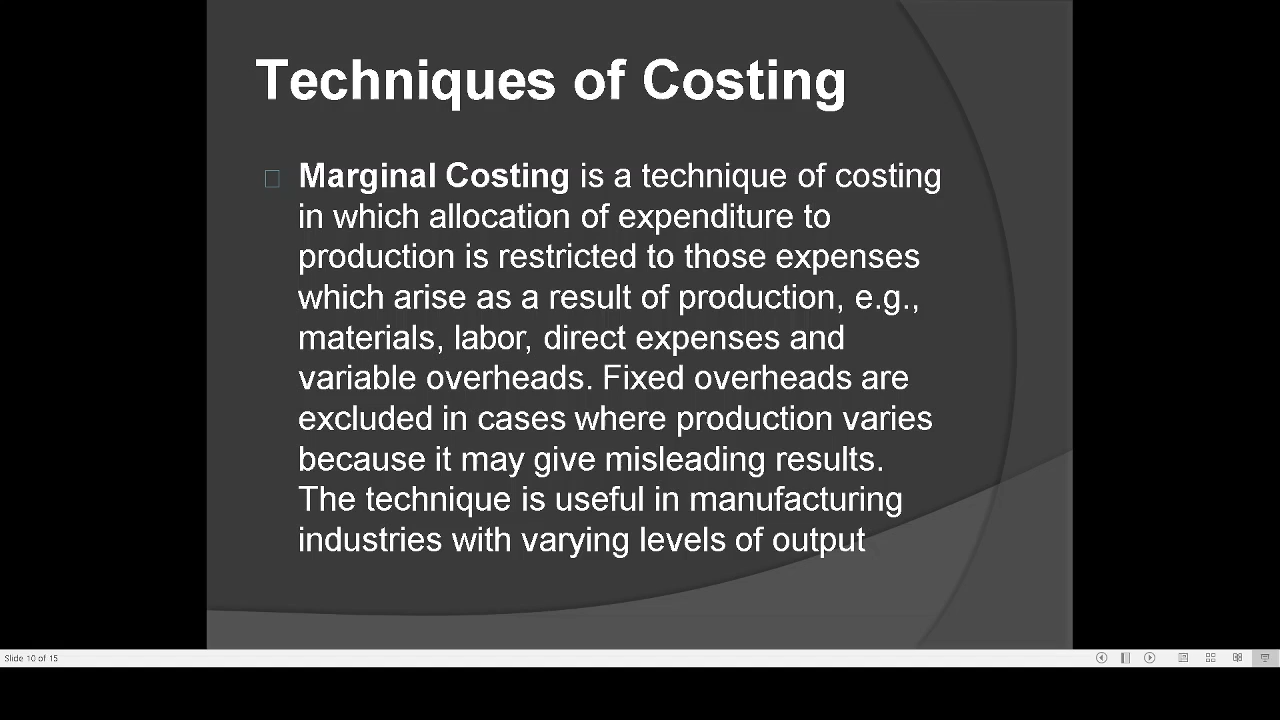 Techniques of Costing
Marginal Costing is a technique of costing
in which allocation of expenditure to
production is restricted to those expenses
which arise as a result of production, e.g.,
materials, labor, direct expenses and
variable overheads. Fixed overheads are
excluded in cases where production varies
because it may give misleading results.
The technique is useful in manufacturing
industries with varying levels of output
Slide 10 of 15